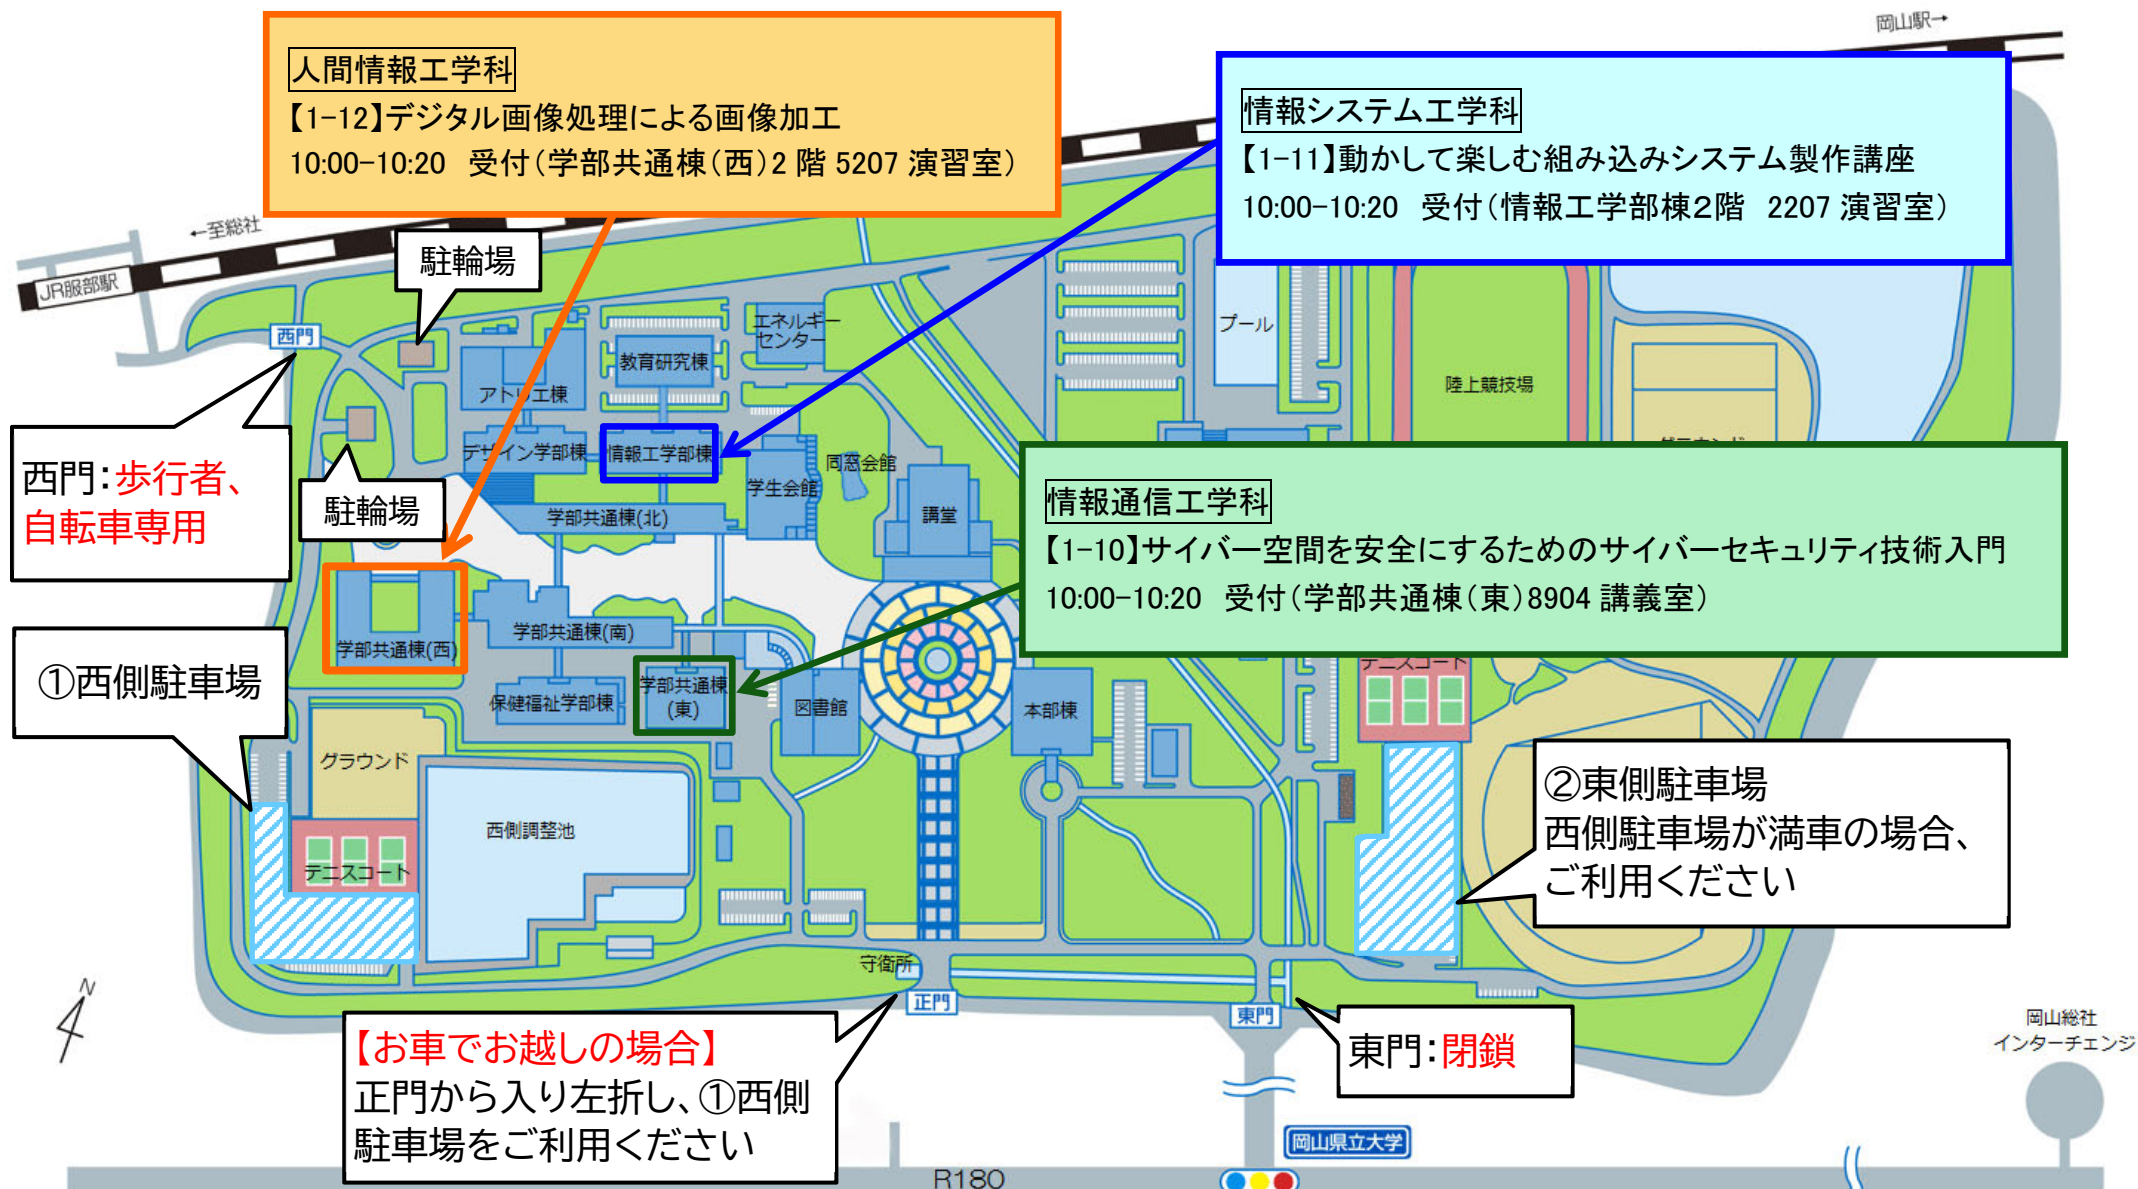 岡山駅→
人間情報工学科
【1-12】デジタル画像処理による画像加工
10:00-10:20 受付(学部共通棟(西)2 階 5207 演習室)
情報システム工学科
【1-11】動かして楽しむ組み込みシステム製作講座
10:00-10:20 受付(情報工学部棟2階 2207 演習室)
←至総社
JR服部駅
駐輪場
西門
エネルギー
センター
プール
教育研究棟
アトリエ棟
陸上競技場
デザイン学部棟
情報工学部棟
同窓会館
学生会館
西門:歩行者、
自転車専用
駐輪場
学部共通棟(北)
講堂
情報通信工学科
【1-10】サイバー空間を安全にするためのサイバーセキュリティ技術入門
10:00-10:20 受付(学部共通棟(東)8904 講義室)
学部共通棟(西)
学部共通棟(南)
①西側駐車場
テニスコート
保健福祉学部棟
学部共通棟
(東)
図書館
本部棟
グラウンド
西側調整池
テニスコート
②東側駐車場
西側駐車場が満車の場合、
ご利用ください
守衛所
正門
東門
N
【お車でお越しの場合】
正門から入り左折し、①西側
駐車場をご利用ください
東門:閉鎖
岡山総社
インターチェンジ
岡山県立大学
R180